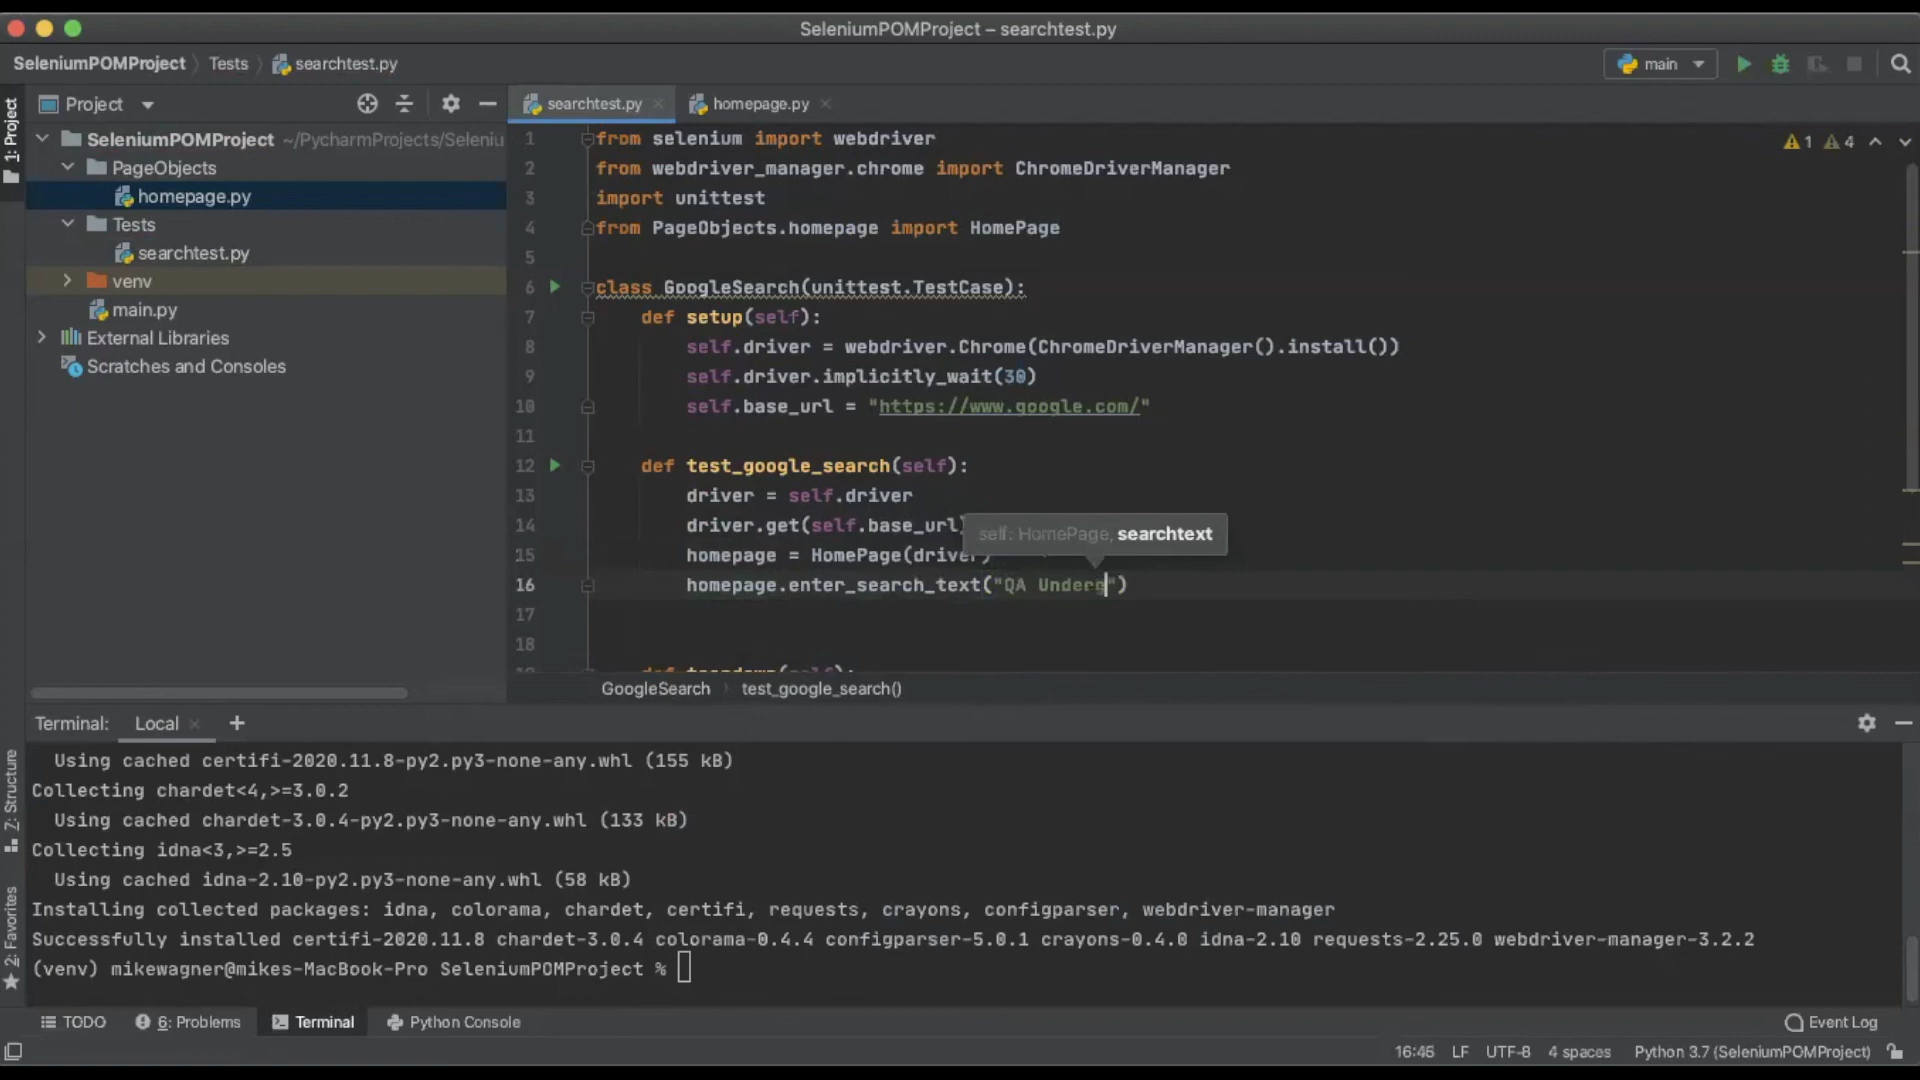 SeleniumPOMProject – searchtest.py
SeleniumPOMProject Tests searchtest.py
main
1: Project
Project
SeleniumPOMProject ~/PycharmProjects/Seleniu
PageObjects
homepage.py
Tests
searchtest.py
venv
main.py
External Libraries
Scratches and Consoles
searchtest.py homepage.py
1 from selenium import webdriver
2 from webdriver_manager.chrome import ChromeDriverManager
3 import unittest
4 from PageObjects.homepage import HomePage
5
6 class GoogleSearch(unittest.TestCase):
7 def setup(self):
8 self.driver = webdriver.Chrome(ChromeDriverManager().install())
9 self.driver.implicitly_wait(30)
10 self.base_url = "https://www.google.com/"
11
12 def test_google_search(self):
13 driver = self.driver
14 driver.get(self.base_url)
15 homepage = HomePage(driver)
16 homepage.enter_search_text("QA Underg")
17
18
self: HomePage, searchtext
1 4
GoogleSearch test_google_search()
Terminal: Local +
Using cached certifi-2020.11.8-py2.py3-none-any.whl (155 kB)
Collecting chardet<4,>=3.0.2
Using cached chardet-3.0.4-py2.py3-none-any.whl (133 kB)
Collecting idna<3,>=2.5
Using cached idna-2.10-py2.py3-none-any.whl (58 kB)
Installing collected packages: idna, colorama, chardet, certifi, requests, crayons, configparser, webdriver-manager
Successfully installed certifi-2020.11.8 chardet-3.0.4 colorama-0.4.4 configparser-5.0.1 crayons-0.4.0 idna-2.10 requests-2.25.0 webdriver-manager-3.2.2
(venv) mikewagner@mikes-MacBook-Pro SeleniumPOMProject %
7: Structure
2: Favorites
TODO 6: Problems Terminal Python Console Event Log
16:46 LF UTF-8 4 spaces Python 3.7 (SeleniumPOMProject)